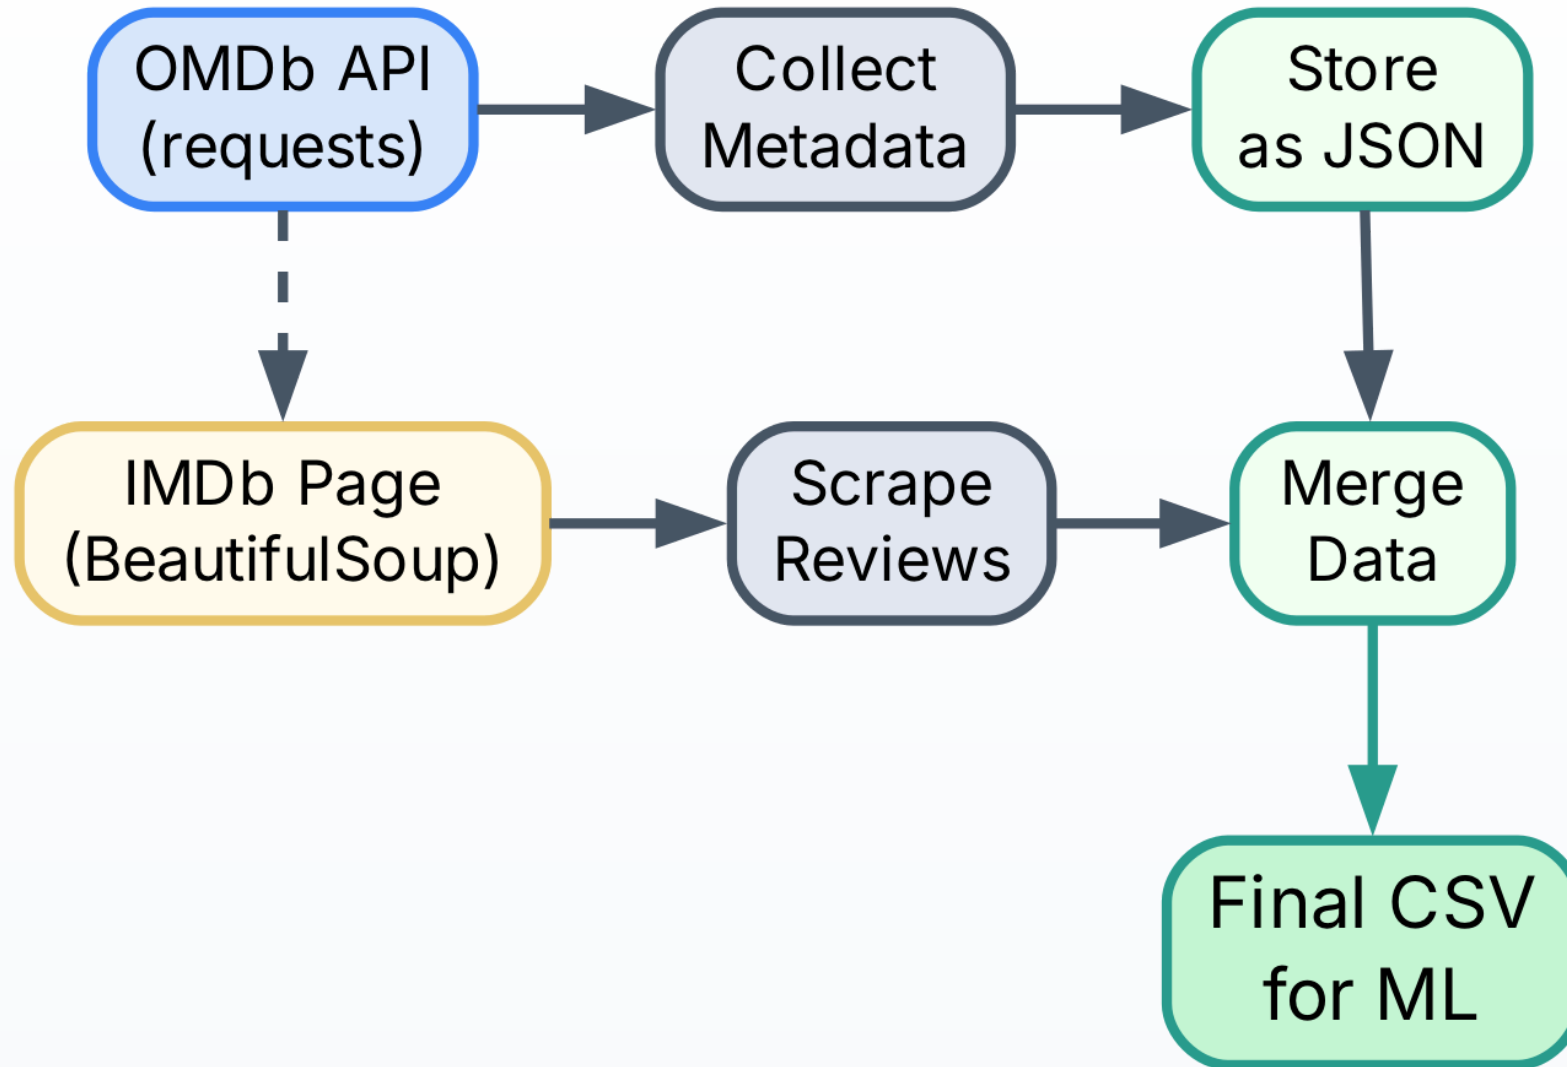 OMDb API
(requests)
Collect
Metadata
Store
as JSON
IMDb Page
(BeautifulSoup)
Scrape
Reviews
Merge
Data
Final CSV
for ML